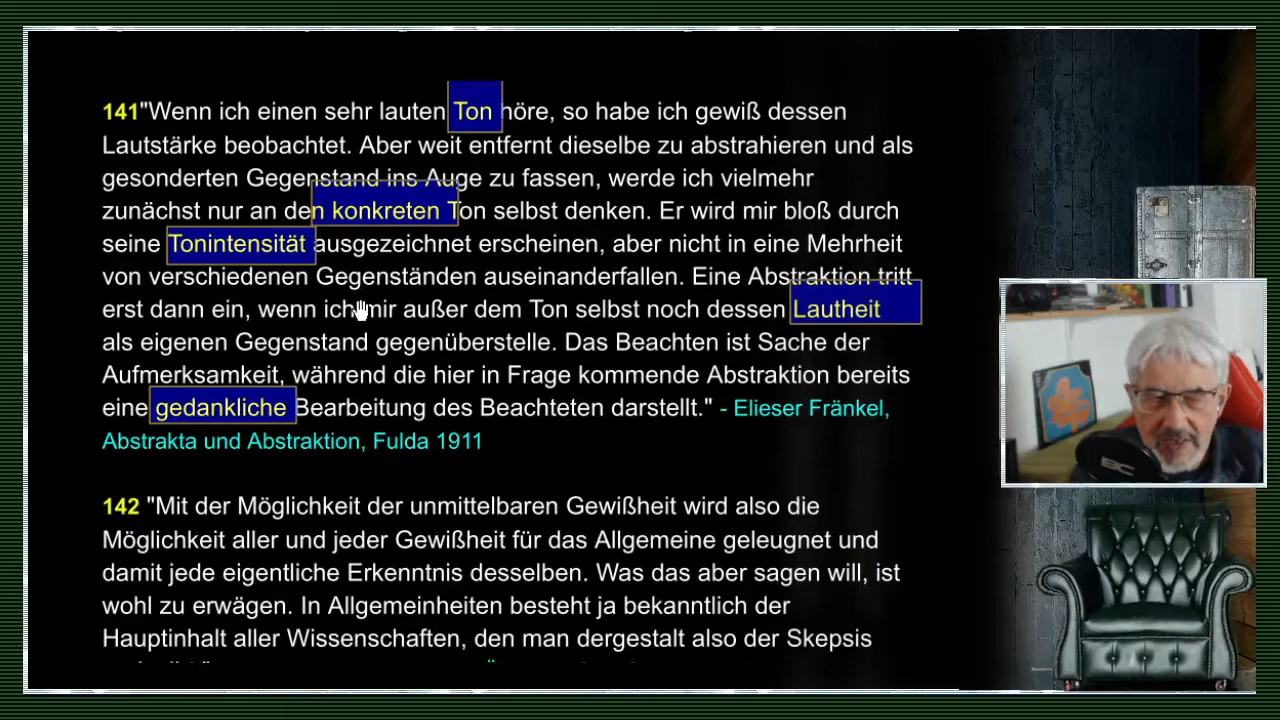 141"Wenn ich einen sehr lauten Ton höre, so habe ich gewiß dessen
Lautstärke beobachtet. Aber weit entfernt dieselbe zu abstrahieren und als
gesonderten Gegenstand ins Auge zu fassen, werde ich vielmehr
zunächst nur an den konkreten Ton selbst denken. Er wird mir bloß durch
seine Tonintensität ausgezeichnet erscheinen, aber nicht in eine Mehrheit
von verschiedenen Gegenständen auseinanderfallen. Eine Abstraktion tritt
erst dann ein, wenn ich mir außer dem Ton selbst noch dessen Lautheit
als eigenen Gegenstand gegenüberstelle. Das Beachten ist Sache der
Aufmerksamkeit, während die hier in Frage kommende Abstraktion bereits
eine gedankliche Bearbeitung des Beachteten darstellt." - Elieser Fränkel,
Abstrakta und Abstraktion, Fulda 1911
142 "Mit der Möglichkeit der unmittelbaren Gewißheit wird also die
Möglichkeit aller und jeder Gewißheit für das Allgemeine geleugnet und
damit jede eigentliche Erkenntnis desselben. Was das aber sagen will, ist
wohl zu erwägen. In Allgemeinheiten besteht ja bekanntlich der
Hauptinhalt aller Wissenschaften, den man dergestalt also der Skepsis